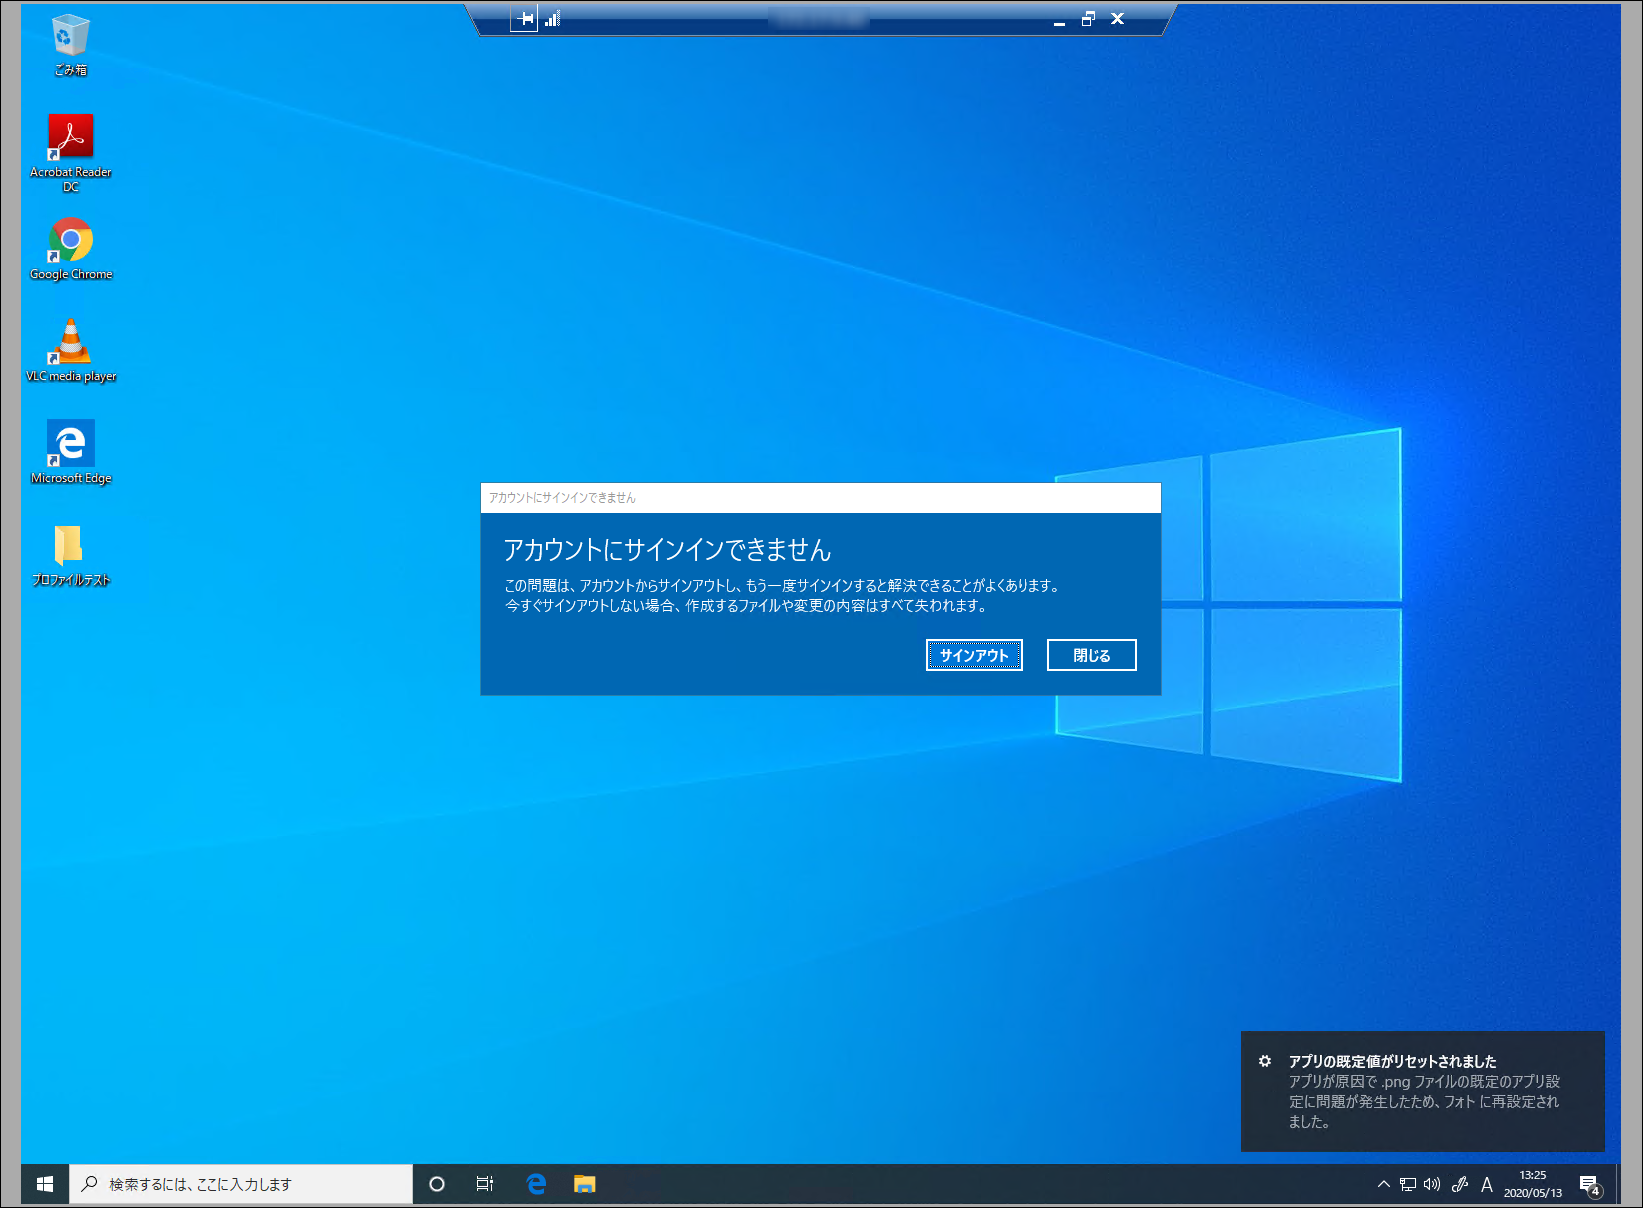 ごみ箱
Acrobat Reader
DC
Google Chrome
VLC media player
Microsoft Edge
プロファイルテスト
アカウントにサインインできません
アカウントにサインインできません
この問題は、アカウントからサインアウトし、もう一度サインインすると解決できることがよくあります。
今すぐサインアウトしない場合、作成するファイルや変更の内容はすべて失われます。
サインアウト
閉じる
アプリの既定値がリセットされました
アプリが原因で .png ファイルの既定のアプリ設
定に問題が発生したため、フォト に再設定され
ました。
検索するには、ここに入力します
A
13:25
2020/05/13
4